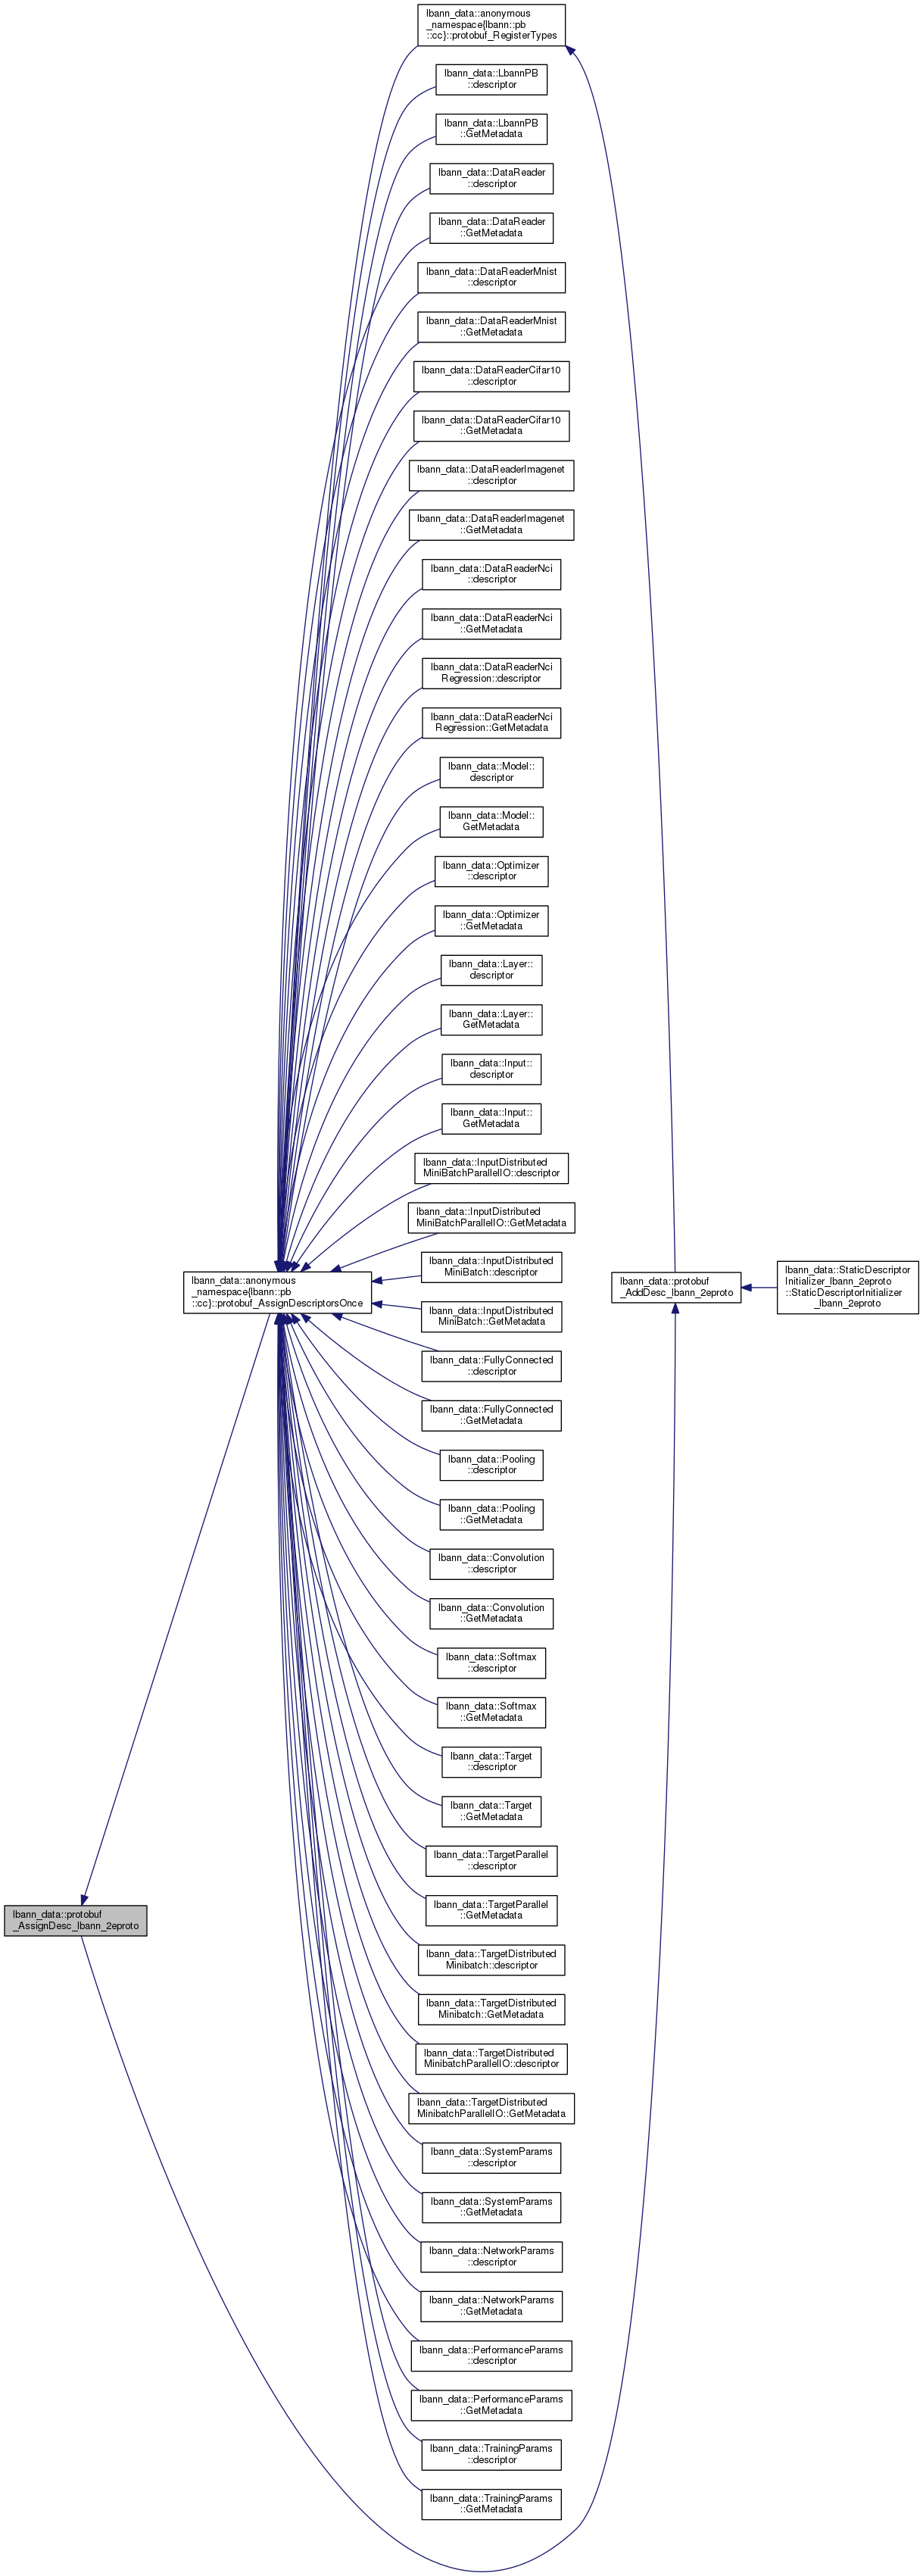 lbann_data::anonymous
_namespace{lbann::pb
::cc}::protobuf_RegisterTypes
lbann_data::LbannPB
::descriptor
lbann_data::LbannPB
::GetMetadata
lbann_data::DataReader
::descriptor
lbann_data::DataReader
::GetMetadata
lbann_data::DataReaderMnist
::descriptor
lbann_data::DataReaderMnist
::GetMetadata
lbann_data::DataReaderCifar10
::descriptor
lbann_data::DataReaderCifar10
::GetMetadata
lbann_data::DataReaderImagenet
::descriptor
lbann_data::DataReaderImagenet
::GetMetadata
lbann_data::DataReaderNci
::descriptor
lbann_data::DataReaderNci
::GetMetadata
lbann_data::DataReaderNci
Regression::descriptor
lbann_data::DataReaderNci
Regression::GetMetadata
lbann_data::Model::
descriptor
lbann_data::Model::
GetMetadata
lbann_data::Optimizer
::descriptor
lbann_data::Optimizer
::GetMetadata
lbann_data::Layer::
descriptor
lbann_data::Layer::
GetMetadata
lbann_data::Input::
descriptor
lbann_data::Input::
GetMetadata
lbann_data::InputDistributed
MiniBatchParallelIO::descriptor
lbann_data::InputDistributed
MiniBatchParallelIO::GetMetadata
lbann_data::InputDistributed
MiniBatch::descriptor
lbann_data::InputDistributed
MiniBatch::GetMetadata
lbann_data::anonymous
_namespace{lbann::pb
::cc}::protobuf_AssignDescriptorsOnce
lbann_data::protobuf
_AddDesc_lbann_2eproto
lbann_data::StaticDescriptor
Initializer_lbann_2eproto
::StaticDescriptorInitializer
_lbann_2eproto
lbann_data::FullyConnected
::descriptor
lbann_data::FullyConnected
::GetMetadata
lbann_data::Pooling
::descriptor
lbann_data::Pooling
::GetMetadata
lbann_data::Convolution
::descriptor
lbann_data::Convolution
::GetMetadata
lbann_data::Softmax
::descriptor
lbann_data::Softmax
::GetMetadata
lbann_data::Target
::descriptor
lbann_data::Target
::GetMetadata
lbann_data::TargetParallel
::descriptor
lbann_data::TargetParallel
::GetMetadata
lbann_data::protobuf
_AssignDesc_lbann_2eproto
lbann_data::TargetDistributed
Minibatch::descriptor
lbann_data::TargetDistributed
Minibatch::GetMetadata
lbann_data::TargetDistributed
MinibatchParallelIO::descriptor
lbann_data::TargetDistributed
MinibatchParallelIO::GetMetadata
lbann_data::SystemParams
::descriptor
lbann_data::SystemParams
::GetMetadata
lbann_data::NetworkParams
::descriptor
lbann_data::NetworkParams
::GetMetadata
lbann_data::PerformanceParams
::descriptor
lbann_data::PerformanceParams
::GetMetadata
lbann_data::TrainingParams
::descriptor
lbann_data::TrainingParams
::GetMetadata